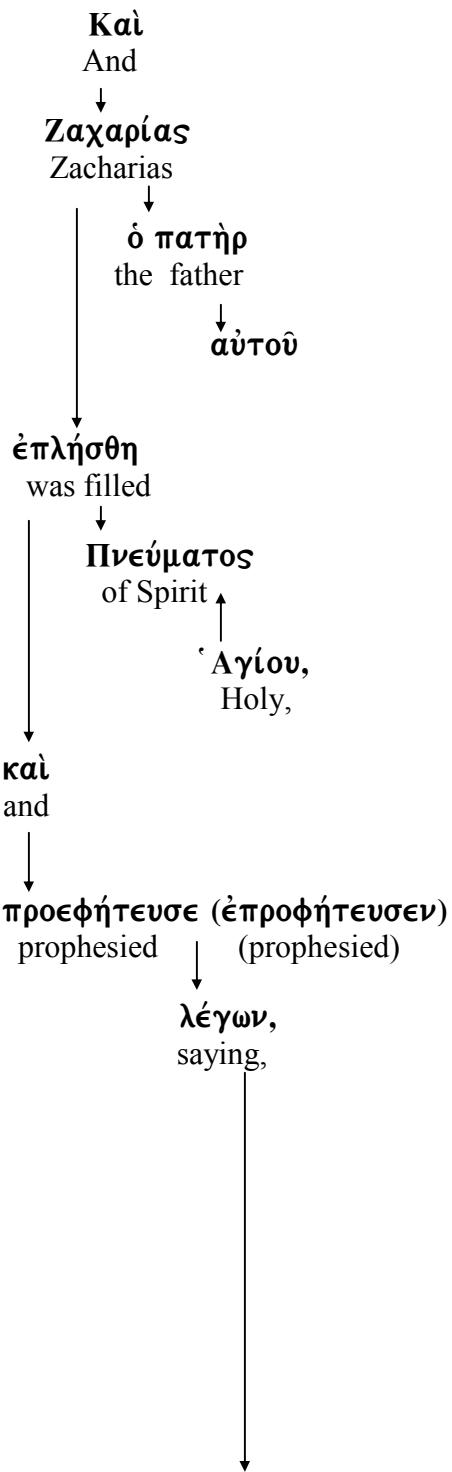 Καὶ
And
Ζαχαρίας
Zacharias
ὁ πατὴρ
the father
αὐτοῦ
ἐπλήσθη
was filled
Πνεύματος
of Spirit
Ἁγίου,
Holy,
καὶ
and
προεφήτευσε (ἐπροφήτευσεν)
prophesied (prophesied)
λέγων,
saying,